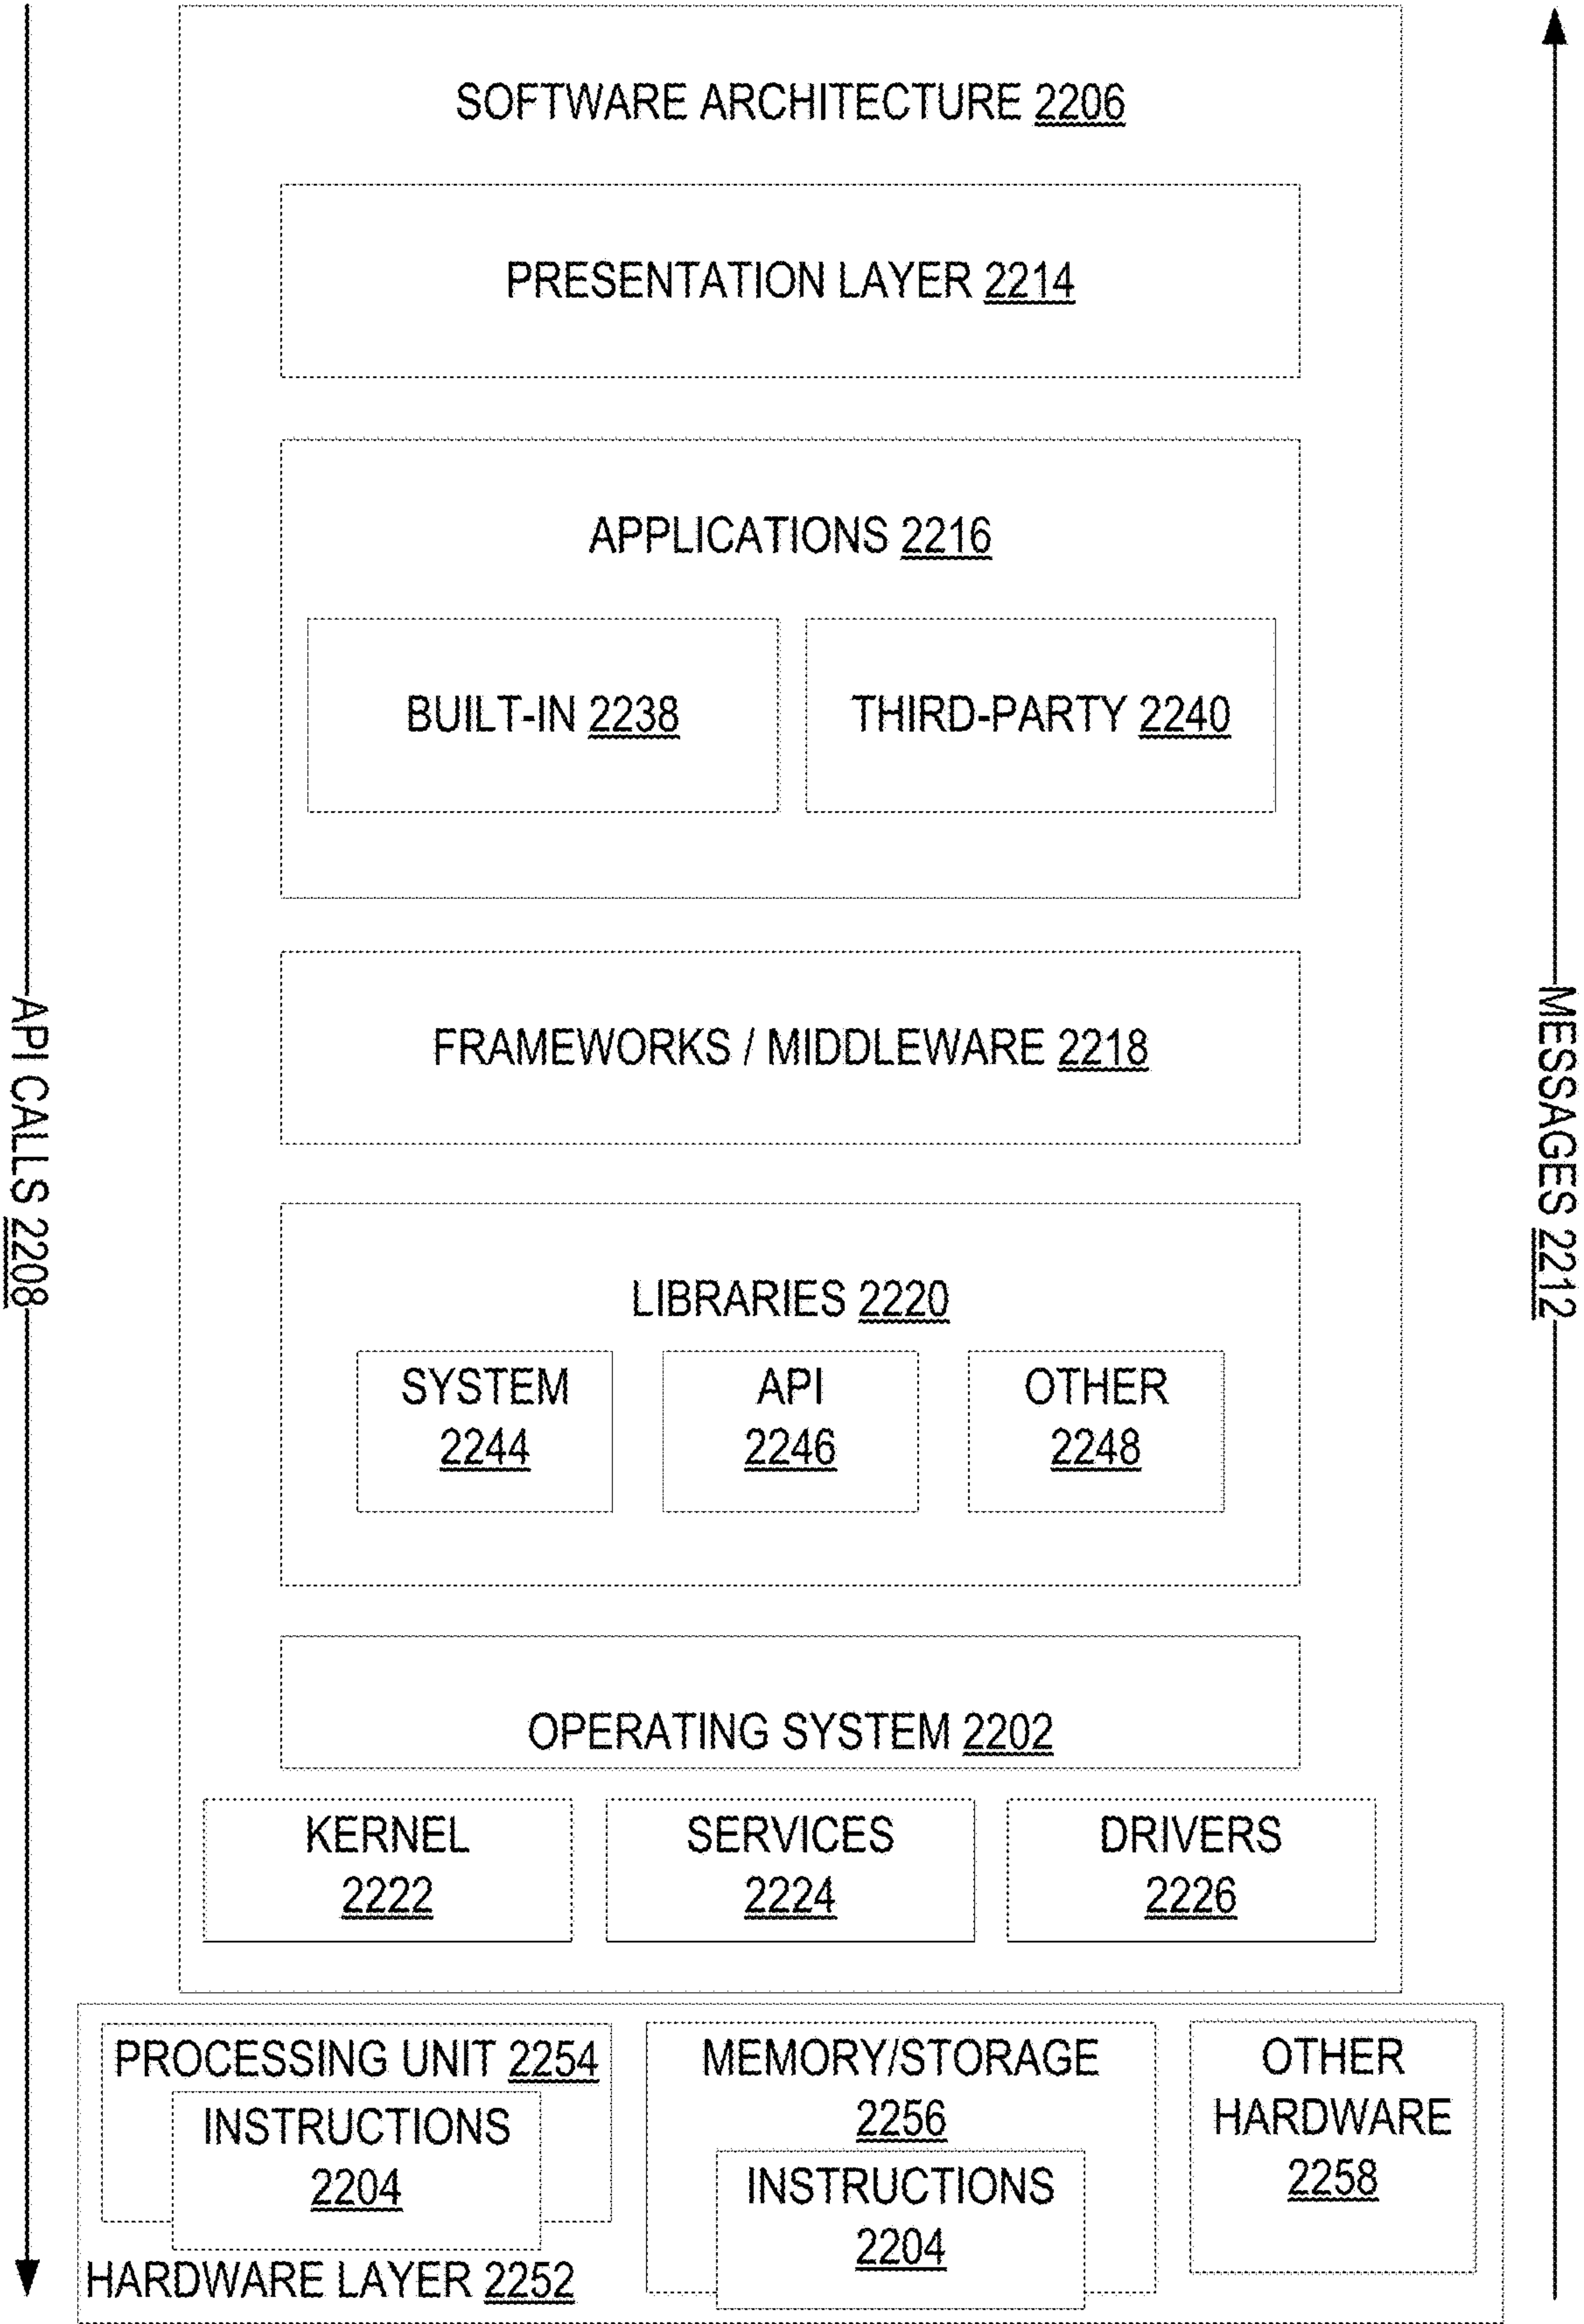 SOFTWARE ARCHITECTURE 2206
PRESENTATION LAYER 2214
APPLICATIONS 2216
BUILT-IN 2238
THIRD-PARTY 2240
FRAMEWORKS / MIDDLEWARE 2218
API CALLS 2208
MESSAGES 2212
LIBRARIES 2220
SYSTEM
2244
API
2246
OTHER
2248
OPERATING SYSTEM 2202
KERNEL
2222
SERVICES
2224
DRIVERS
2226
PROCESSING UNIT 2254
INSTRUCTIONS
2204
MEMORY/STORAGE
2256
INSTRUCTIONS
2204
OTHER
HARDWARE
2258
HARDWARE LAYER 2252